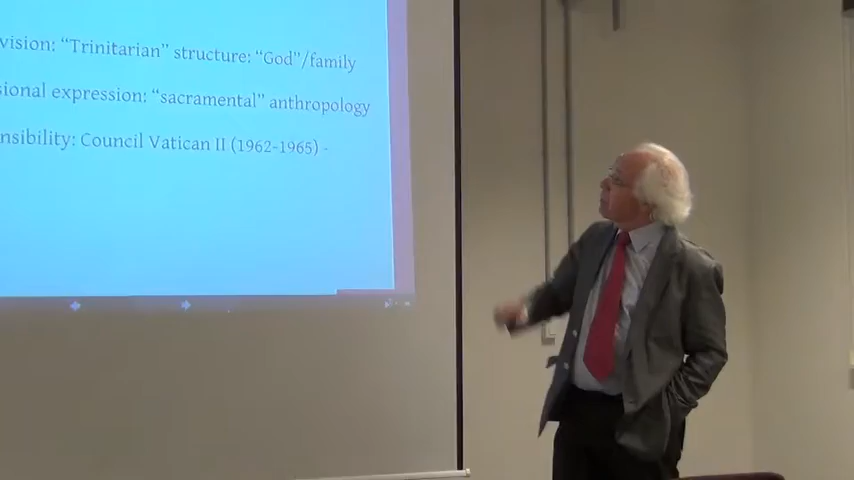 vision: “Trinitarian” structure: “God”/family
sional expression: “sacramental” anthropology
nsibility: Council Vatican II (1962-1965) -